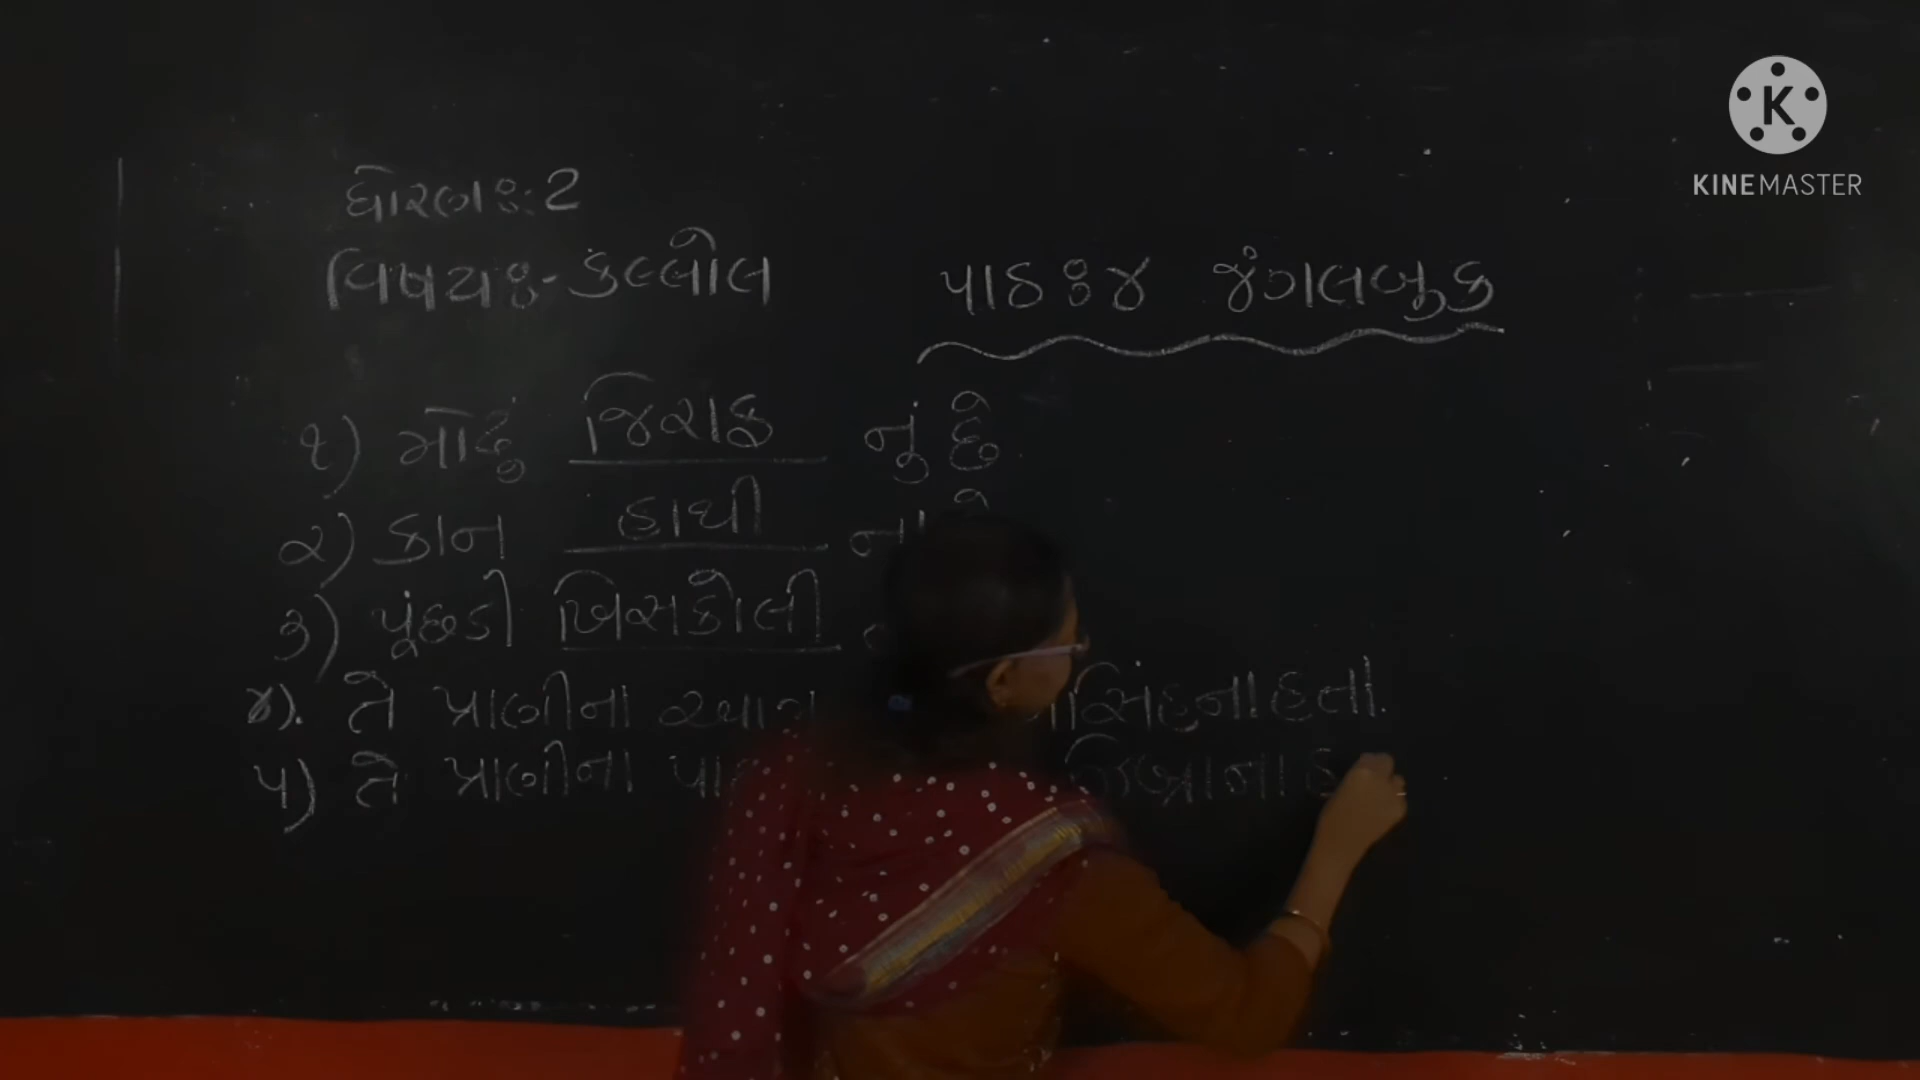 KINEMASTER
ધોરણઃ 2
વિષયઃ- કલ્લોલ
પાઠઃ૪ જંગલબુક
૧) મોઢું જિરાફ નું છે.
૨) કાન હાથી ના
૩) પૂંછડી ખિસકોલી
૪). તે પ્રાણીના સિંહના હતા.
૫) તે પ્રાણીના ઝિબ્રાના